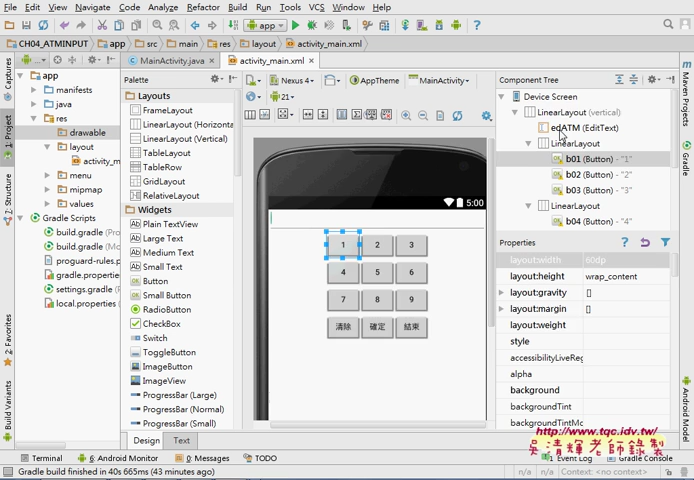 File Edit View Navigate Code Analyze Refactor Build Run Tools VCS Window Help
app
CH04_ATMINPUT app src main res layout activity_main.xml
MainActivity.java activity_main.xml
Captures
1: Project
7: Structure
2: Favorites
Build Variants
app
manifests
java
res
drawable
layout
activity_m
menu
mipmap
values
Gradle Scripts
build.gradle
build.gradle
proguard-rules.p
gradle.properties
settings.gradle
local.properties
Palette
Layouts
FrameLayout
LinearLayout (Horizonta
LinearLayout (Vertical)
TableLayout
TableRow
GridLayout
RelativeLayout
Widgets
Plain TextView
Large Text
Medium Text
Small Text
Button
Small Button
RadioButton
CheckBox
Switch
ToggleButton
ImageButton
ImageView
ProgressBar (Large)
ProgressBar (Normal)
ProgressBar (Small)
Design Text
Nexus 4 AppTheme MainActivity
21
5:00
1 2 3
4 5 6
7 8 9
清除 確定 結束
Component Tree
Device Screen
LinearLayout (vertical)
edATM (EditText)
LinearLayout
b01 (Button) - "1"
b02 (Button) - "2"
b03 (Button) - "3"
LinearLayout
b04 (Button) - "4"
Properties
layout:width 80dp
layout:height wrap_content
layout:gravity []
layout:margin []
layout:weight
style
accessibilityLiveReg
alpha
background
backgroundTint
backgroundTintMo
Maven Projects
Gradle
Android Model
http://www.tqc.idv.tw/
吳清輝老師錄製
Terminal 6: Android Monitor 0: Messages TODO
1 Event Log Gradle Console
Gradle build finished in 40s 665ms (43 minutes ago)
n/a n/a Context: <no context>